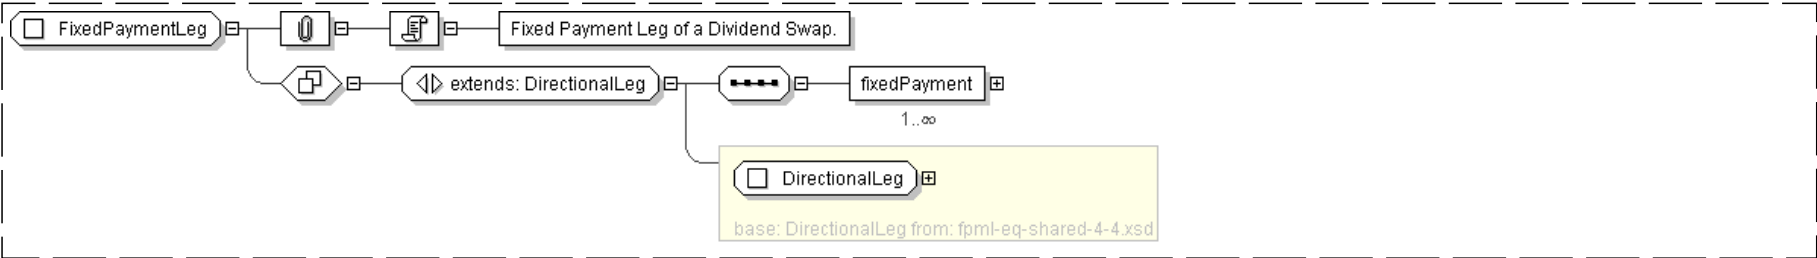 FixedPaymentLeg
Fixed Payment Leg of a Dividend Swap.
extends: DirectionalLeg
fixedPayment
1..∞
DirectionalLeg
base: DirectionalLeg from: fpml-eq-shared-4-4.xsd